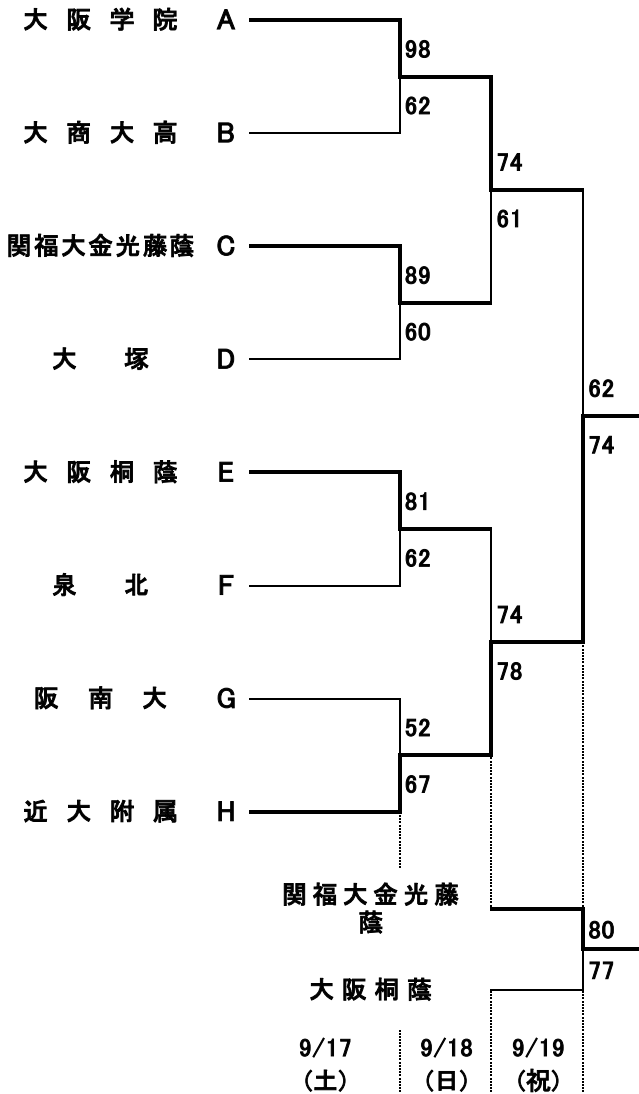 大阪学院 A
98
62
大商大高 B
74
61
関福大金光藤蔭 C
89
60
大塚 D
62
74
大阪桐蔭 E
81
62
泉北 F
74
78
阪南大 G
52
67
近大附属 H
関福大金光藤
蔭
80
77
大阪桐蔭
9/17 9/18 9/19
(土) (日) (祝)